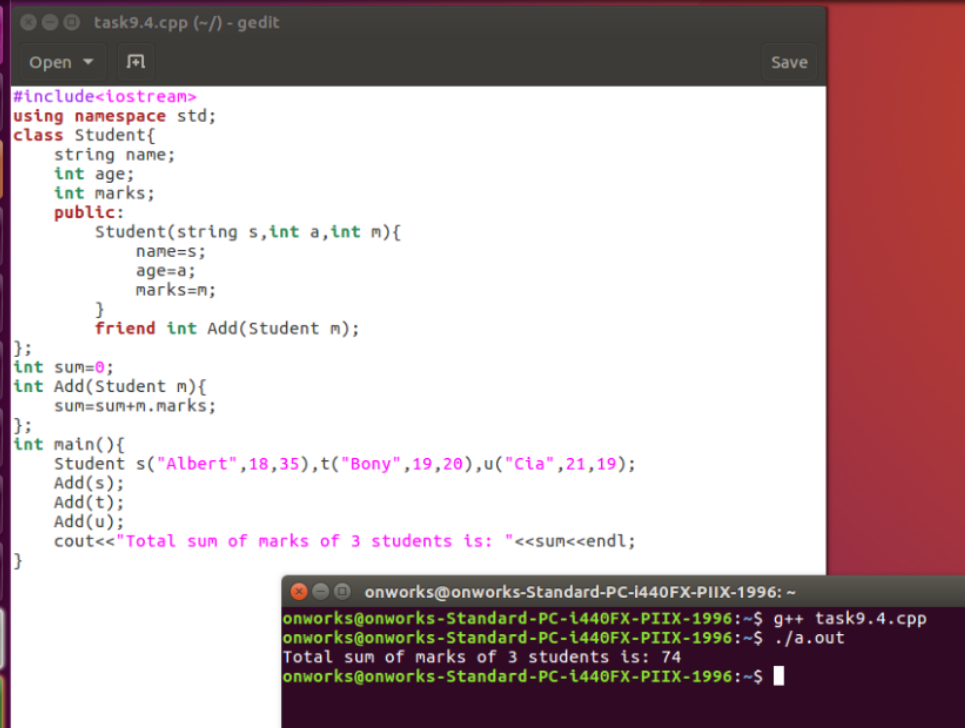 task9.4.cpp (~/) - gedit
Open
Save
#include<iostream>
using namespace std;
class Student{
    string name;
    int age;
    int marks;
    public:
        Student(string s,int a,int m){
            name=s;
            age=a;
            marks=m;
        }
        friend int Add(Student m);
};
int sum=0;
int Add(Student m){
    sum=sum+m.marks;
};
int main(){
    Student s("Albert",18,35),t("Bony",19,20),u("Cia",21,19);
    Add(s);
    Add(t);
    Add(u);
    cout<<"Total sum of marks of 3 students is: "<<sum<<endl;
}
onworks@onworks-Standard-PC-i440FX-PIIX-1996: ~
onworks@onworks-Standard-PC-i440FX-PIIX-1996:~$ g++ task9.4.cpp
onworks@onworks-Standard-PC-i440FX-PIIX-1996:~$ ./a.out
Total sum of marks of 3 students is: 74
onworks@onworks-Standard-PC-i440FX-PIIX-1996:~$